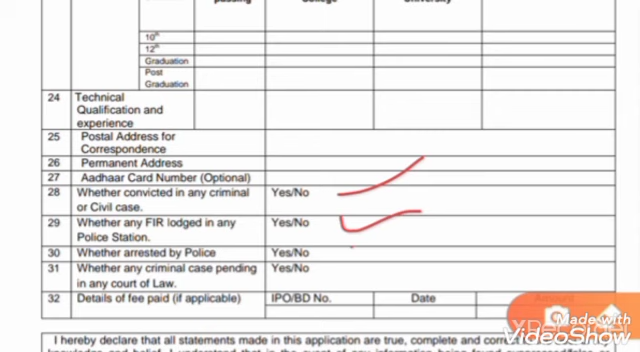 passing College University
10th
12th
Graduation
Post
Graduation
24 Technical
Qualification and
experience
25 Postal Address for
Correspondence
26 Permanent Address
27 Aadhaar Card Number (Optional)
28 Whether convicted in any criminal Yes/No
or Civil case.
29 Whether any FIR lodged in any Yes/No
Police Station.
30 Whether arrested by Police Yes/No
31 Whether any criminal case pending Yes/No
in any court of Law.
32 Details of fee paid (if applicable) IPO/BD No. Date Amount
Made with
VideoShow
I hereby declare that all statements made in this application are true, complete and